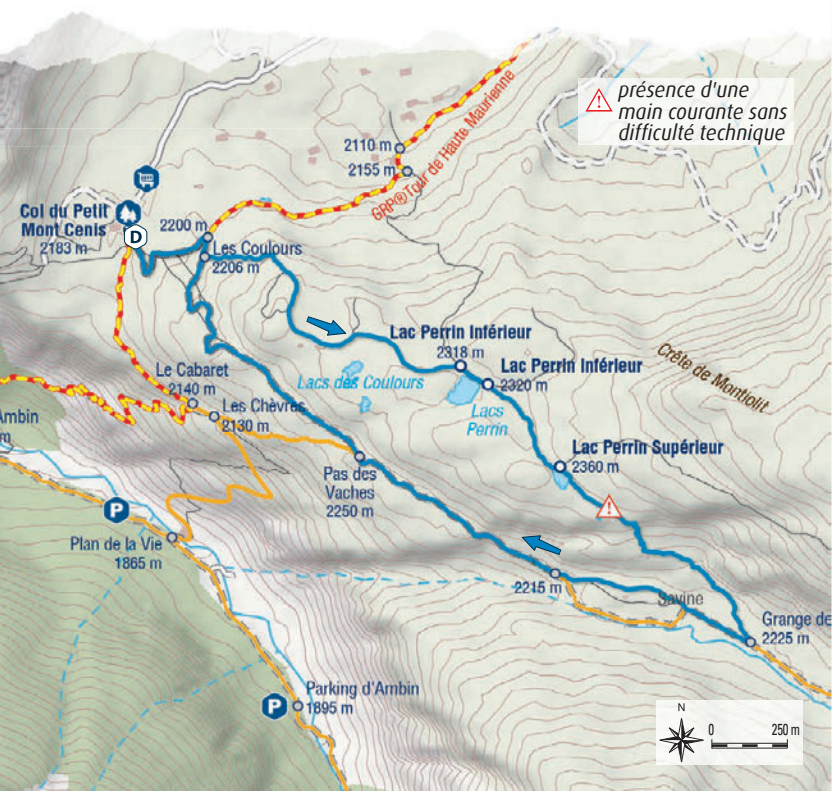 présence d'une
main courante sans
difficulté technique
2110 m
2155 m
GRP®Tour de Haute Maurienne
Col du Petit
Mont Cenis
2183 m
D
2200 m
Les Coulours
2206 m
Lac Perrin Inférieur
2318 m
Lac Perrin Inférieur
2320 m
Crête de Montiolit
Lacs des Coulours
Lacs
Perrin
Le Cabaret
2140 m
Les Chèvres
2130 m
Ambin
m
Lac Perrin Supérieur
2360 m
Pas des
Vaches
2250 m
P
Plan de la Vie
1865 m
2215 m
Savine
Grange de
2225 m
P
Parking d'Ambin
1895 m
N
0 250 m